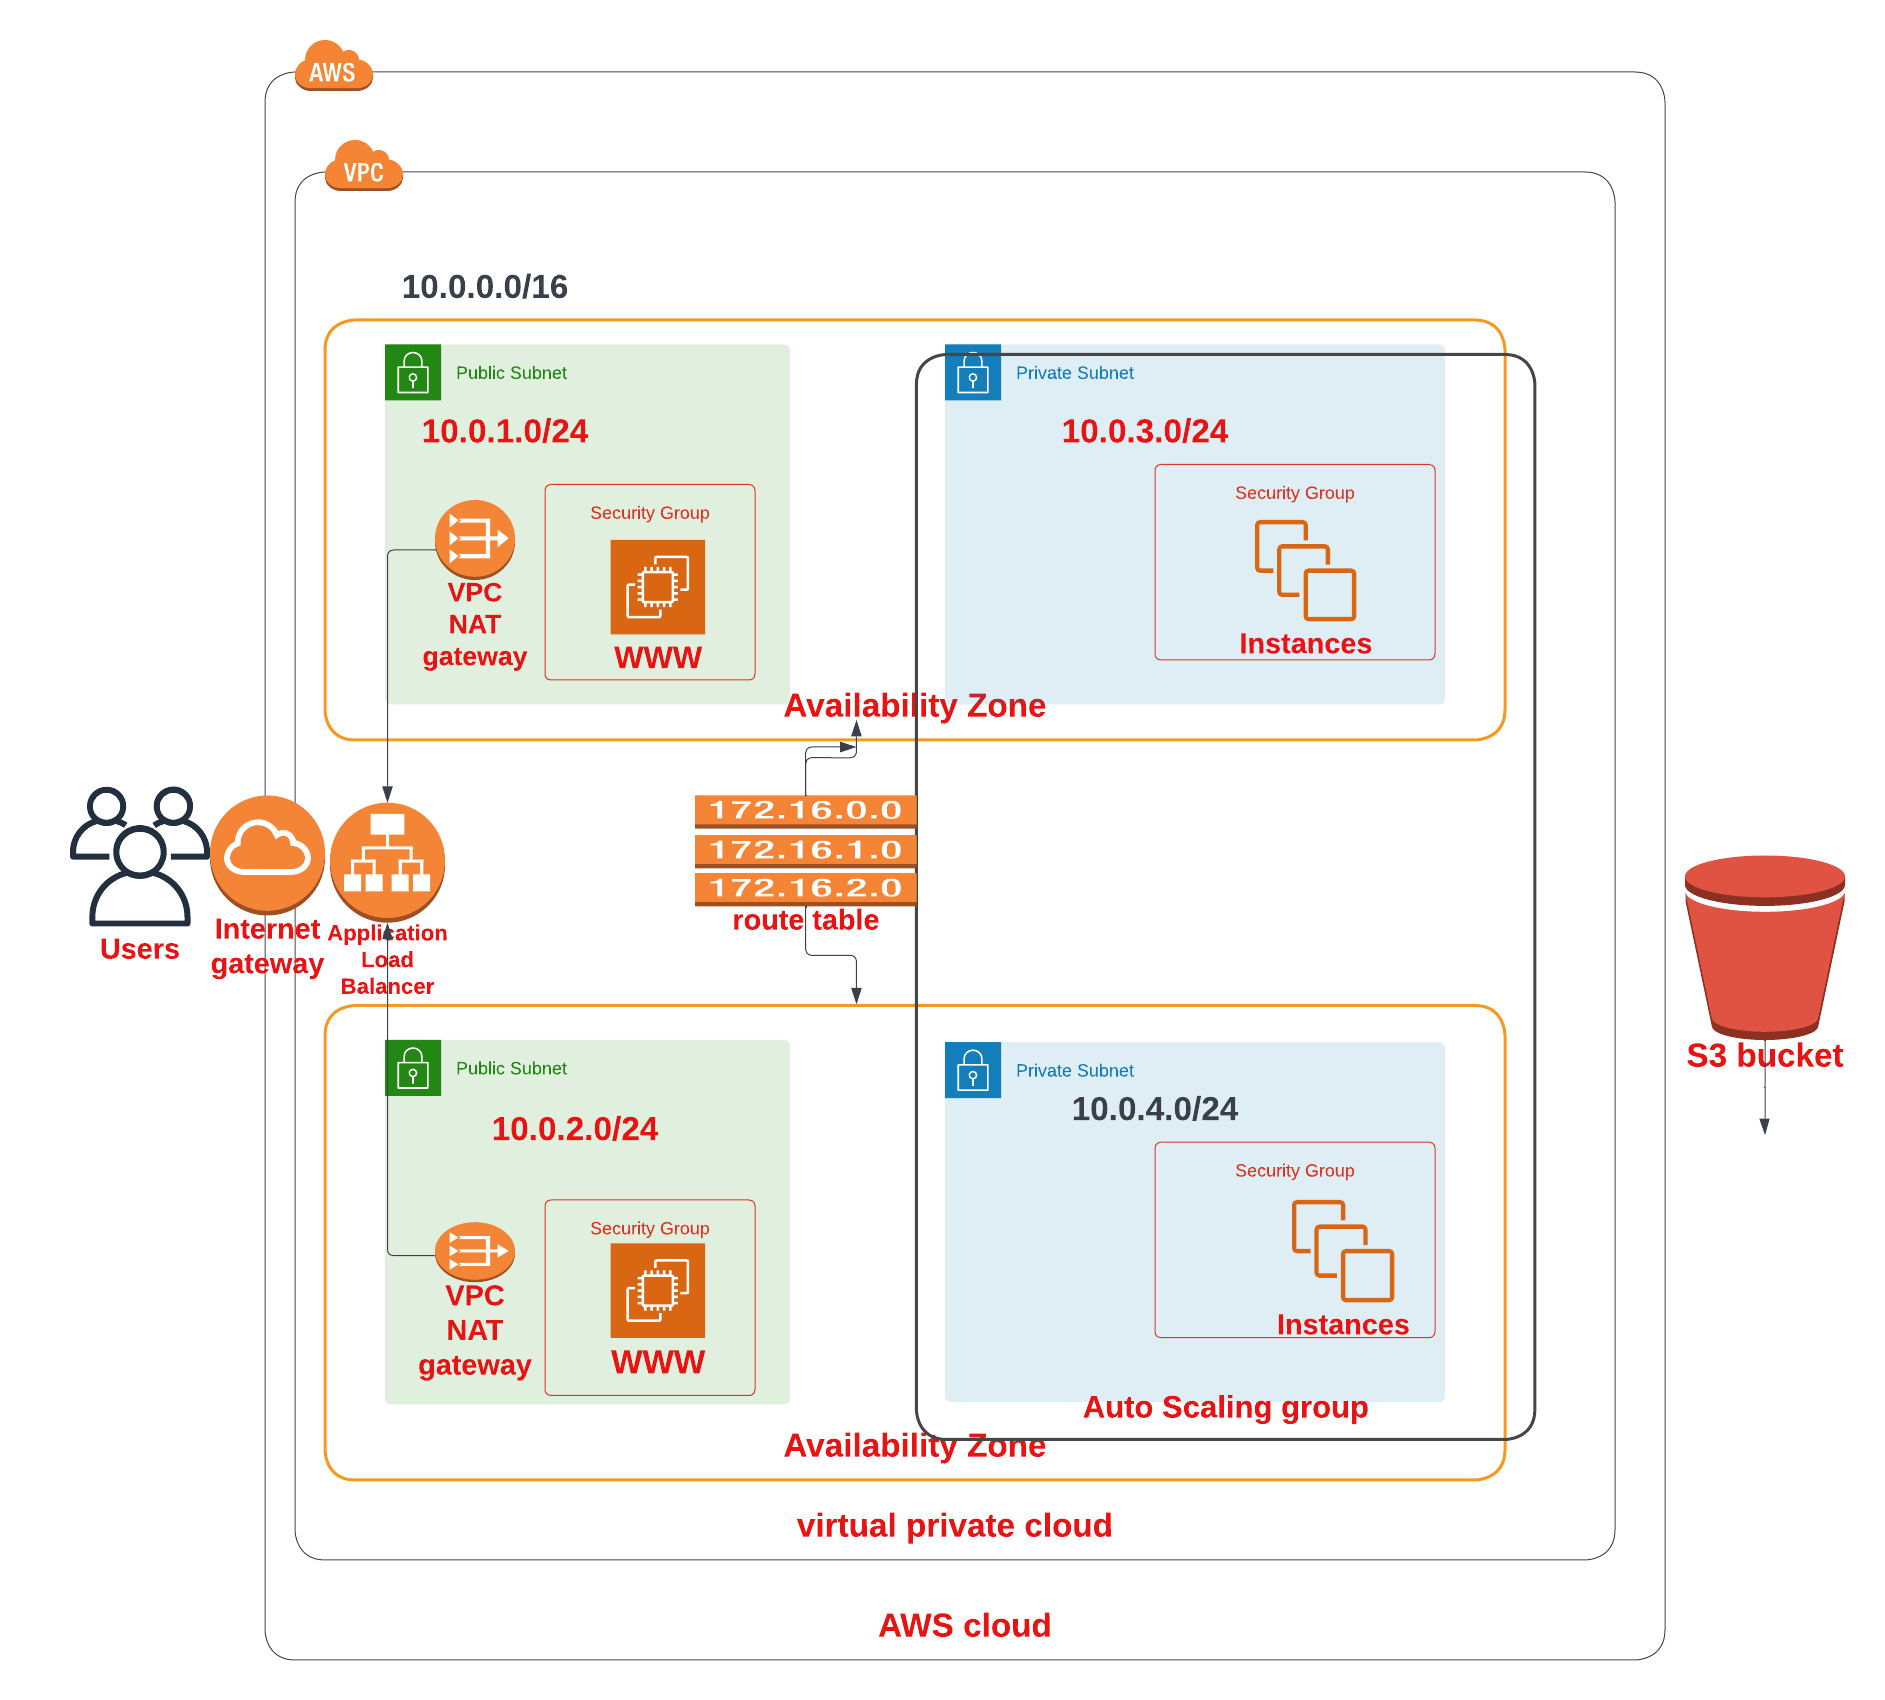 AWS
VPC
10.0.0.0/16
Public Subnet
10.0.1.0/24
VPC
NAT
gateway
Security Group
WWW
Private Subnet
10.0.3.0/24
Security Group
Instances
Availability Zone
Users
Internet
gateway
Application
Load
Balancer
172.16.0.0
172.16.1.0
172.16.2.0
route table
S3 bucket
Public Subnet
10.0.2.0/24
VPC
NAT
gateway
Security Group
WWW
Private Subnet
10.0.4.0/24
Security Group
Instances
Auto Scaling group
Availability Zone
virtual private cloud
AWS cloud